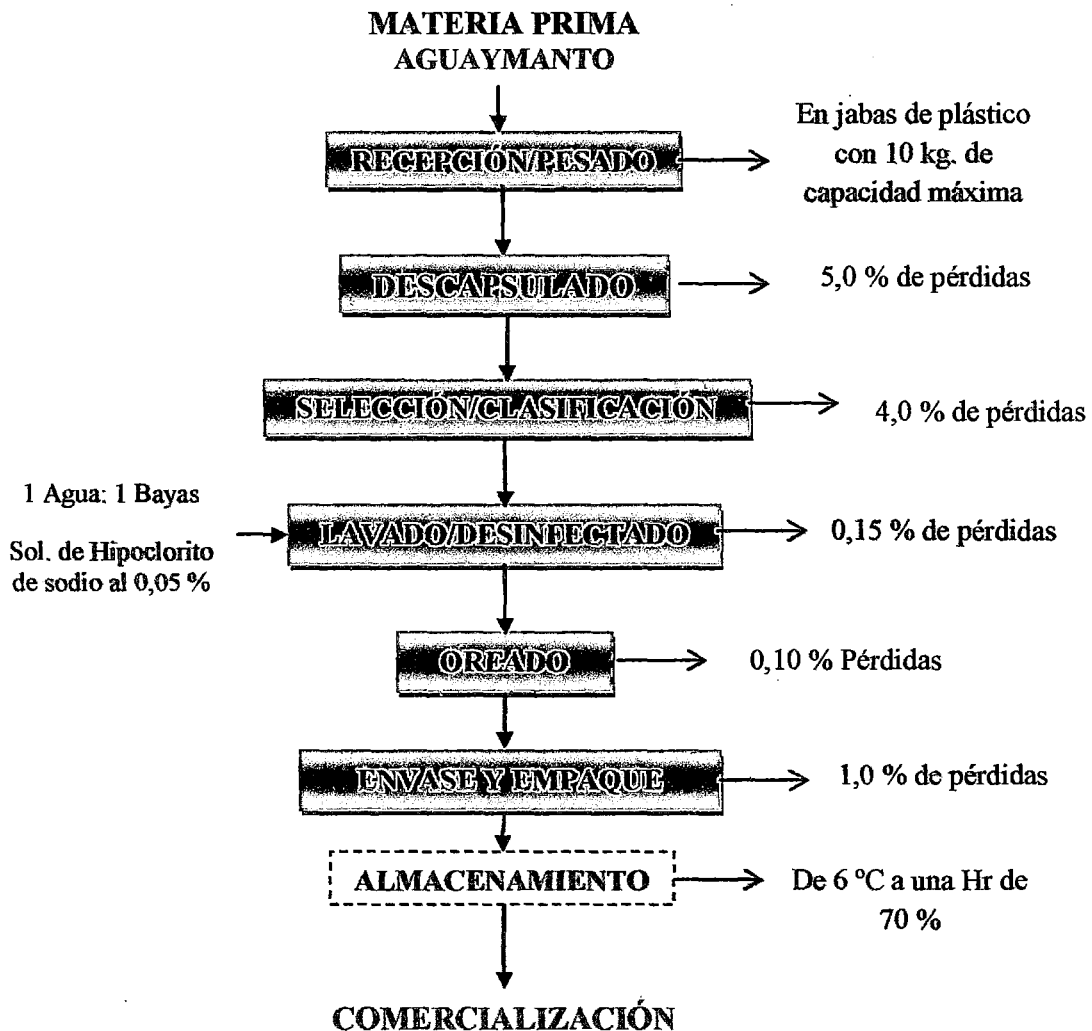 MATERIA PRIMA
AGUAYMANTO
RECEPCIÓN/PESADO
En jabas de plástico
con 10 kg. de
capacidad máxima
DESCAPSULADO
5,0 % de pérdidas
SELECCIÓN/CLASIFICACIÓN
4,0 % de pérdidas
1 Agua: 1 Bayas
Sol. de Hipoclorito
de sodio al 0,05 %
LAVADO/DESINFECTADO
0,15 % de pérdidas
OREADO
0,10 % Pérdidas
ENVASE Y EMPAQUE
1,0 % de pérdidas
ALMACENAMIENTO
De 6 ºC a una Hr de
70 %
COMERCIALIZACIÓN